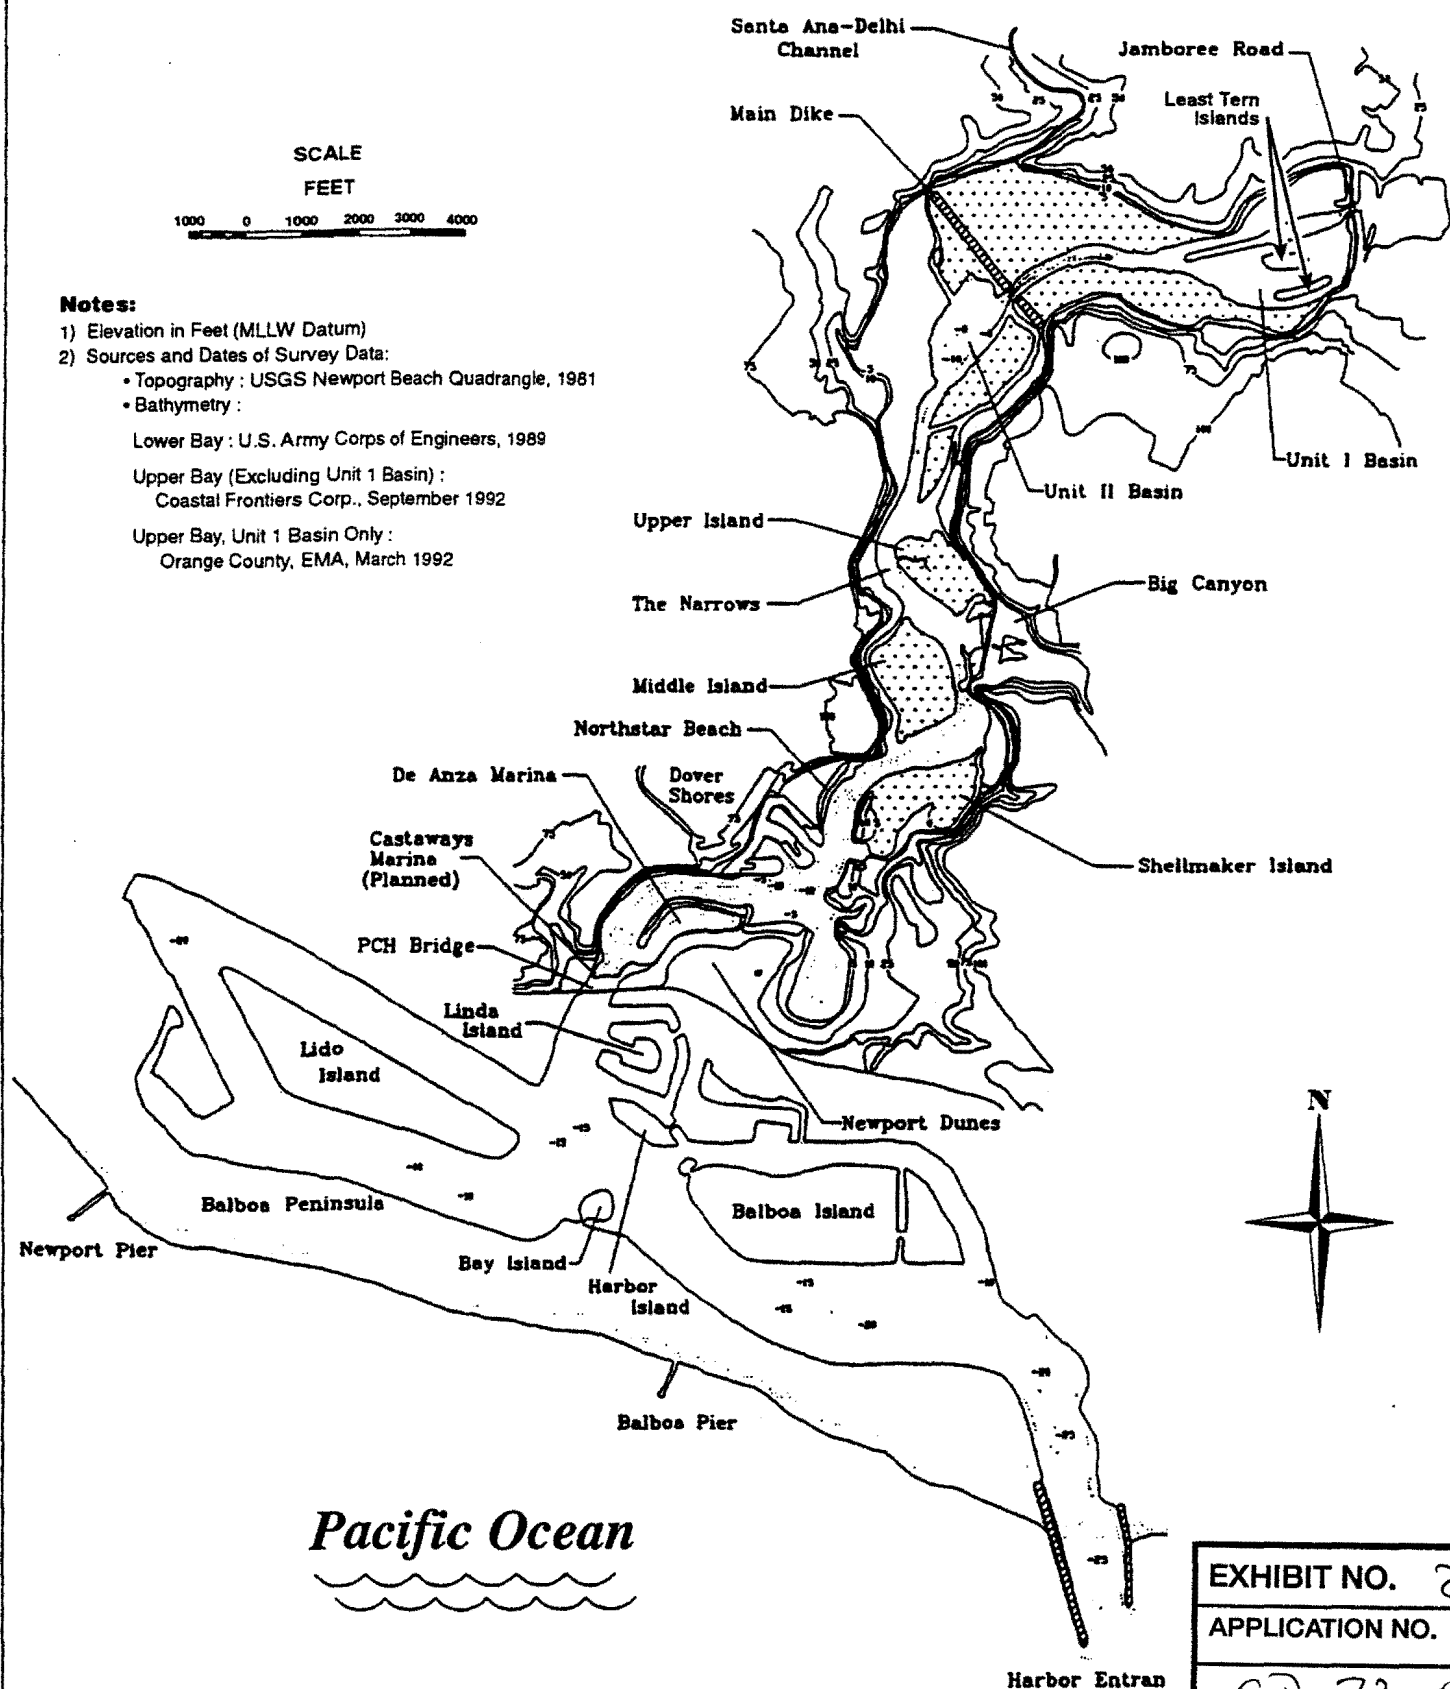 Santa Ana-Delhi
Channel
Jamboree Road
Least Tern
Islands
Main Dike
SCALE
FEET
1000 0 1000 2000 3000 4000
Notes:
1) Elevation in Feet (MLLW Datum)
2) Sources and Dates of Survey Data:
• Topography : USGS Newport Beach Quadrangle, 1981
• Bathymetry :
Lower Bay : U.S. Army Corps of Engineers, 1989
Upper Bay (Excluding Unit 1 Basin) :
Coastal Frontiers Corp., September 1992
Upper Bay, Unit 1 Basin Only :
Orange County, EMA, March 1992
Unit I Basin
Unit II Basin
Upper Island
The Narrows
Big Canyon
Middle Island
Northstar Beach
De Anza Marina
Dover
Shores
Castaways
Marina
(Planned)
Shellmaker Island
PCH Bridge
Linda
Island
Lido
Island
Newport Dunes
N
Balboa Peninsula
Balboa Island
Newport Pier
Bay Island
Harbor
Island
Balboa Pier
Pacific Ocean
Harbor Entran
EXHIBIT NO.
APPLICATION NO.